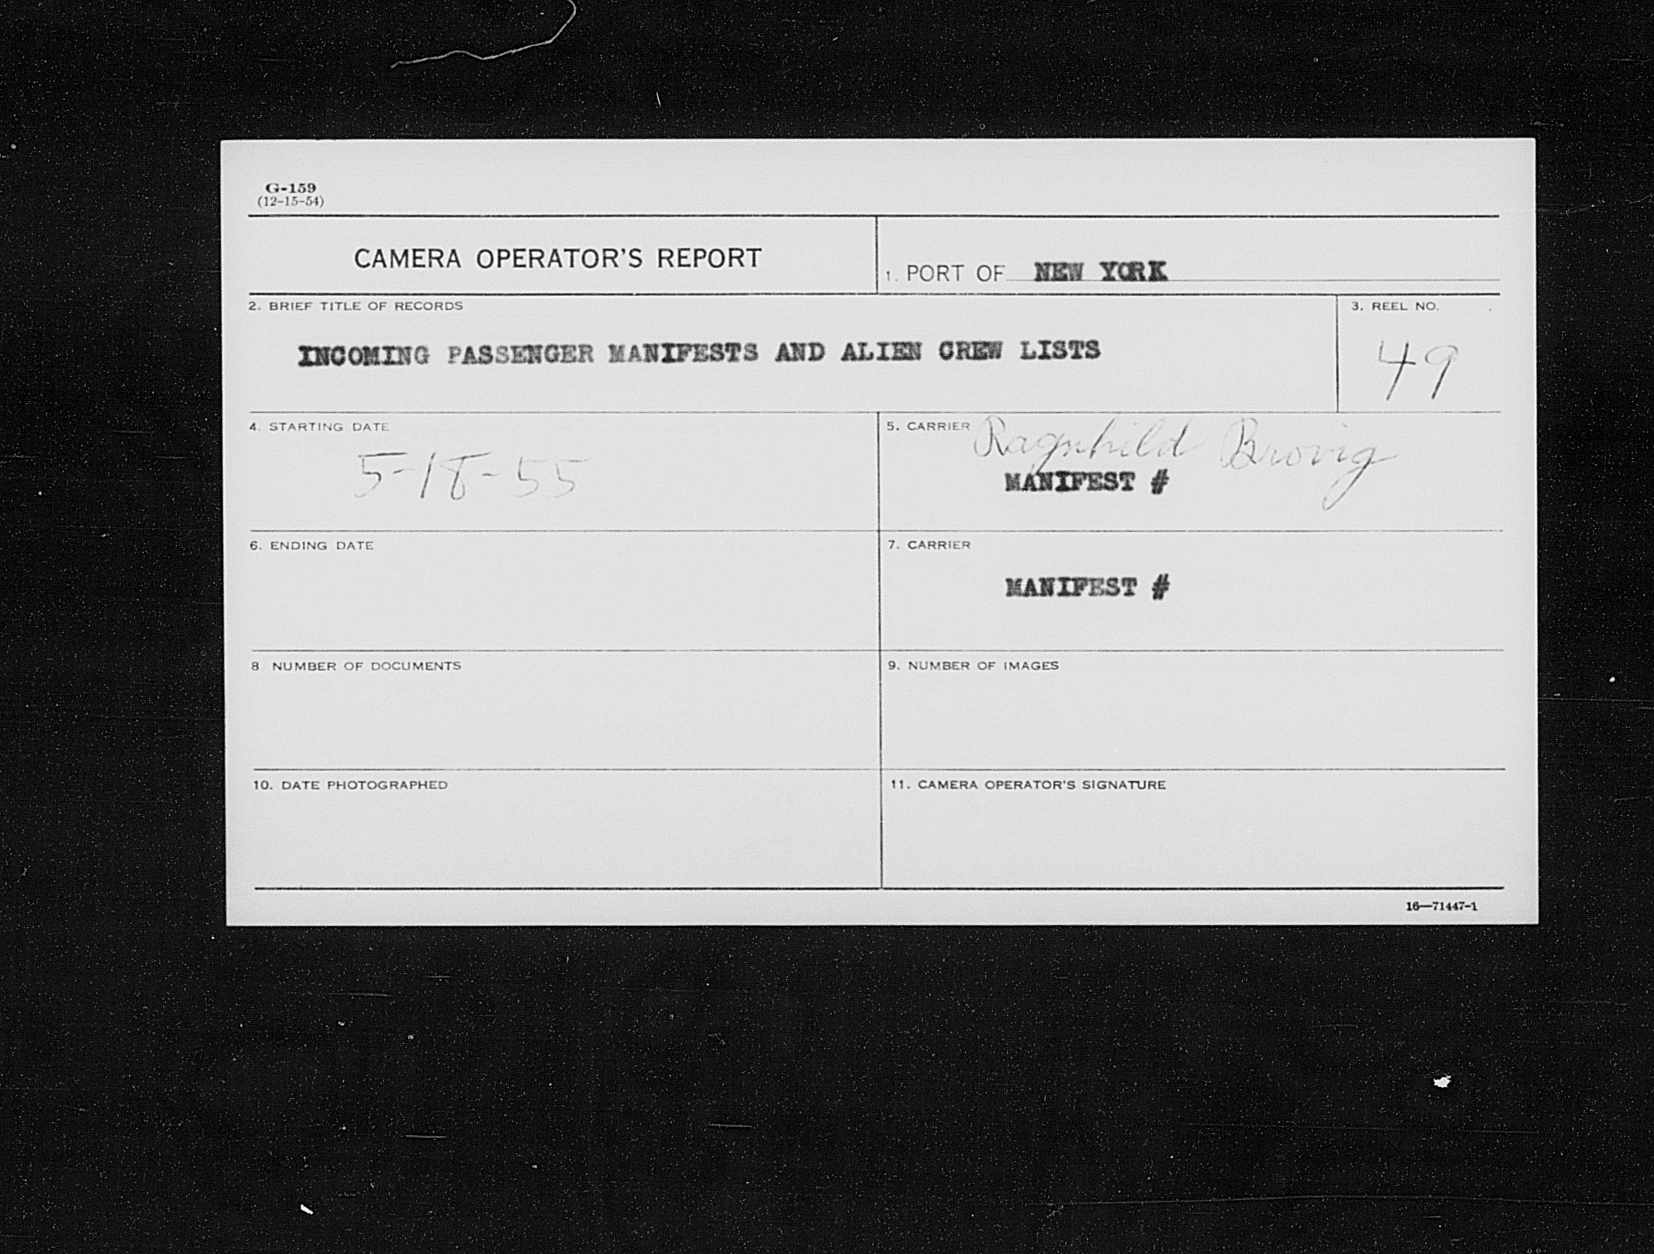 G-159
(12-15-54)
CAMERA OPERATOR'S REPORT
1. PORT OF NEW YORK
2. BRIEF TITLE OF RECORDS
INCOMING PASSENGER MANIFESTS AND ALIEN CREW LISTS
3. REEL NO.
49
4. STARTING DATE
5-18-55
5. CARRIER Ragnhild Brovig
MANIFEST #
6. ENDING DATE
7. CARRIER
MANIFEST #
8. NUMBER OF DOCUMENTS
9. NUMBER OF IMAGES
10. DATE PHOTOGRAPHED
11. CAMERA OPERATOR'S SIGNATURE
16—71447-1